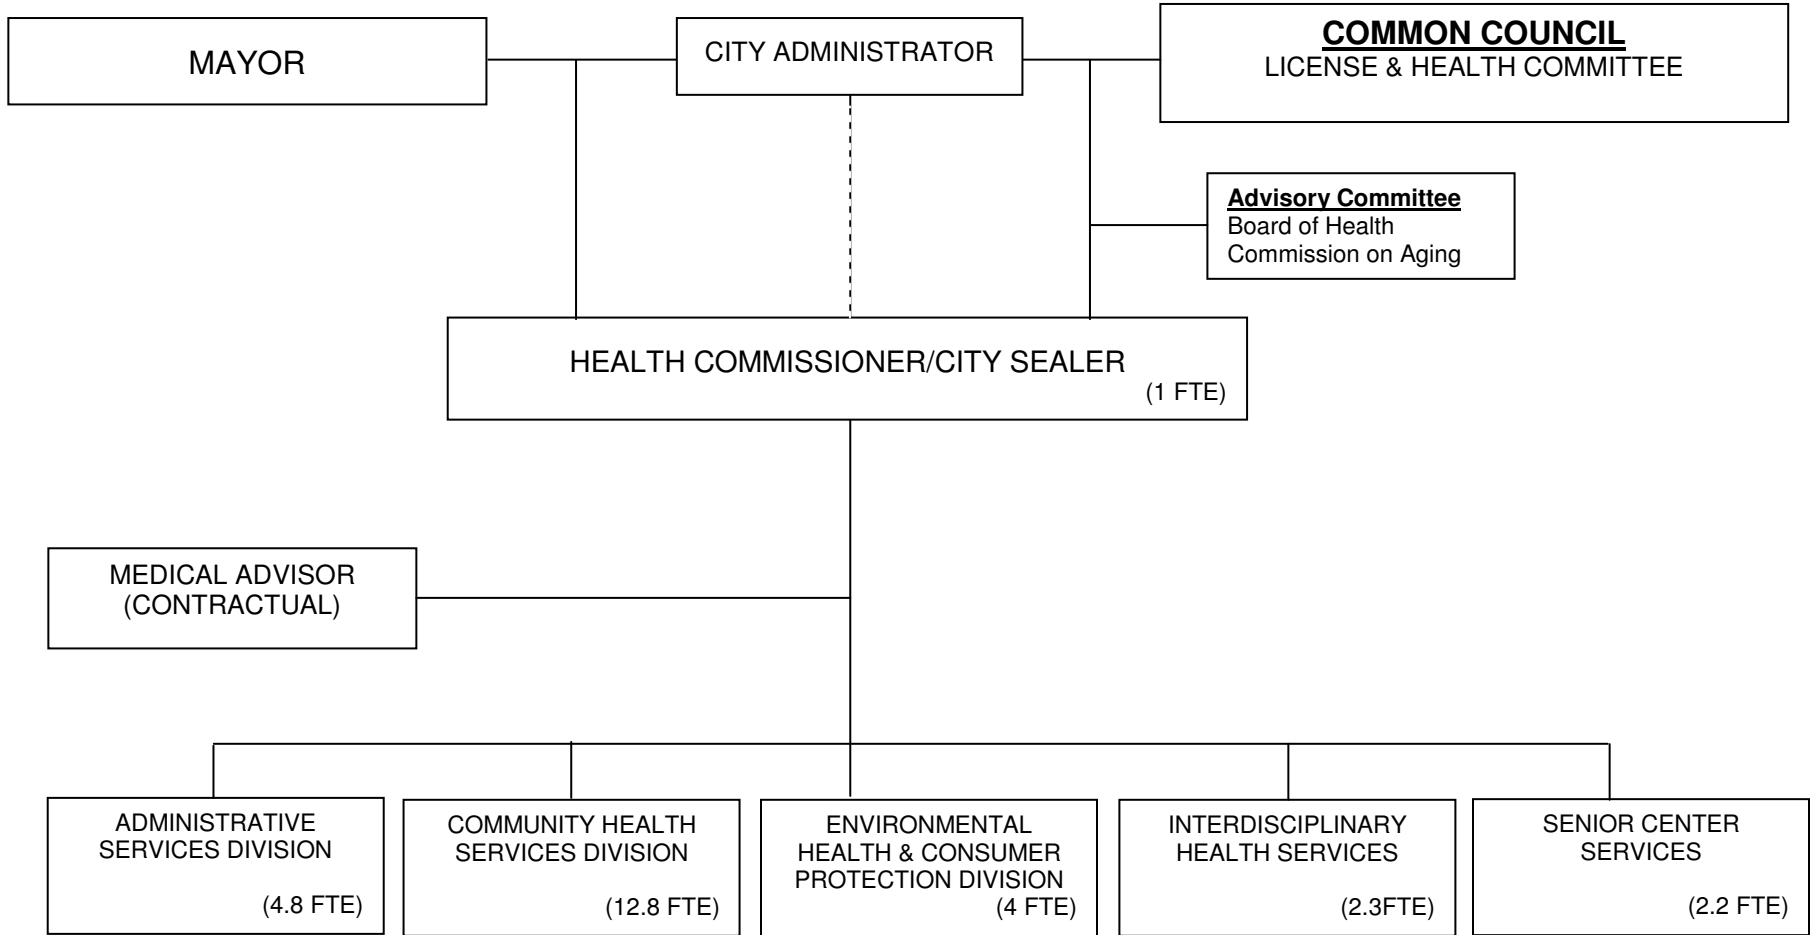 MAYOR
CITY ADMINISTRATOR
COMMON COUNCIL
LICENSE & HEALTH COMMITTEE
Advisory Committee
Board of Health
Commission on Aging
HEALTH COMMISSIONER/CITY SEALER
(1 FTE)
MEDICAL ADVISOR
(CONTRACTUAL)
ADMINISTRATIVE
SERVICES DIVISION
(4.8 FTE)
COMMUNITY HEALTH
SERVICES DIVISION
(12.8 FTE)
ENVIRONMENTAL
HEALTH & CONSUMER
PROTECTION DIVISION
(4 FTE)
INTERDISCIPLINARY
HEALTH SERVICES
(2.3FTE)
SENIOR CENTER
SERVICES
(2.2 FTE)